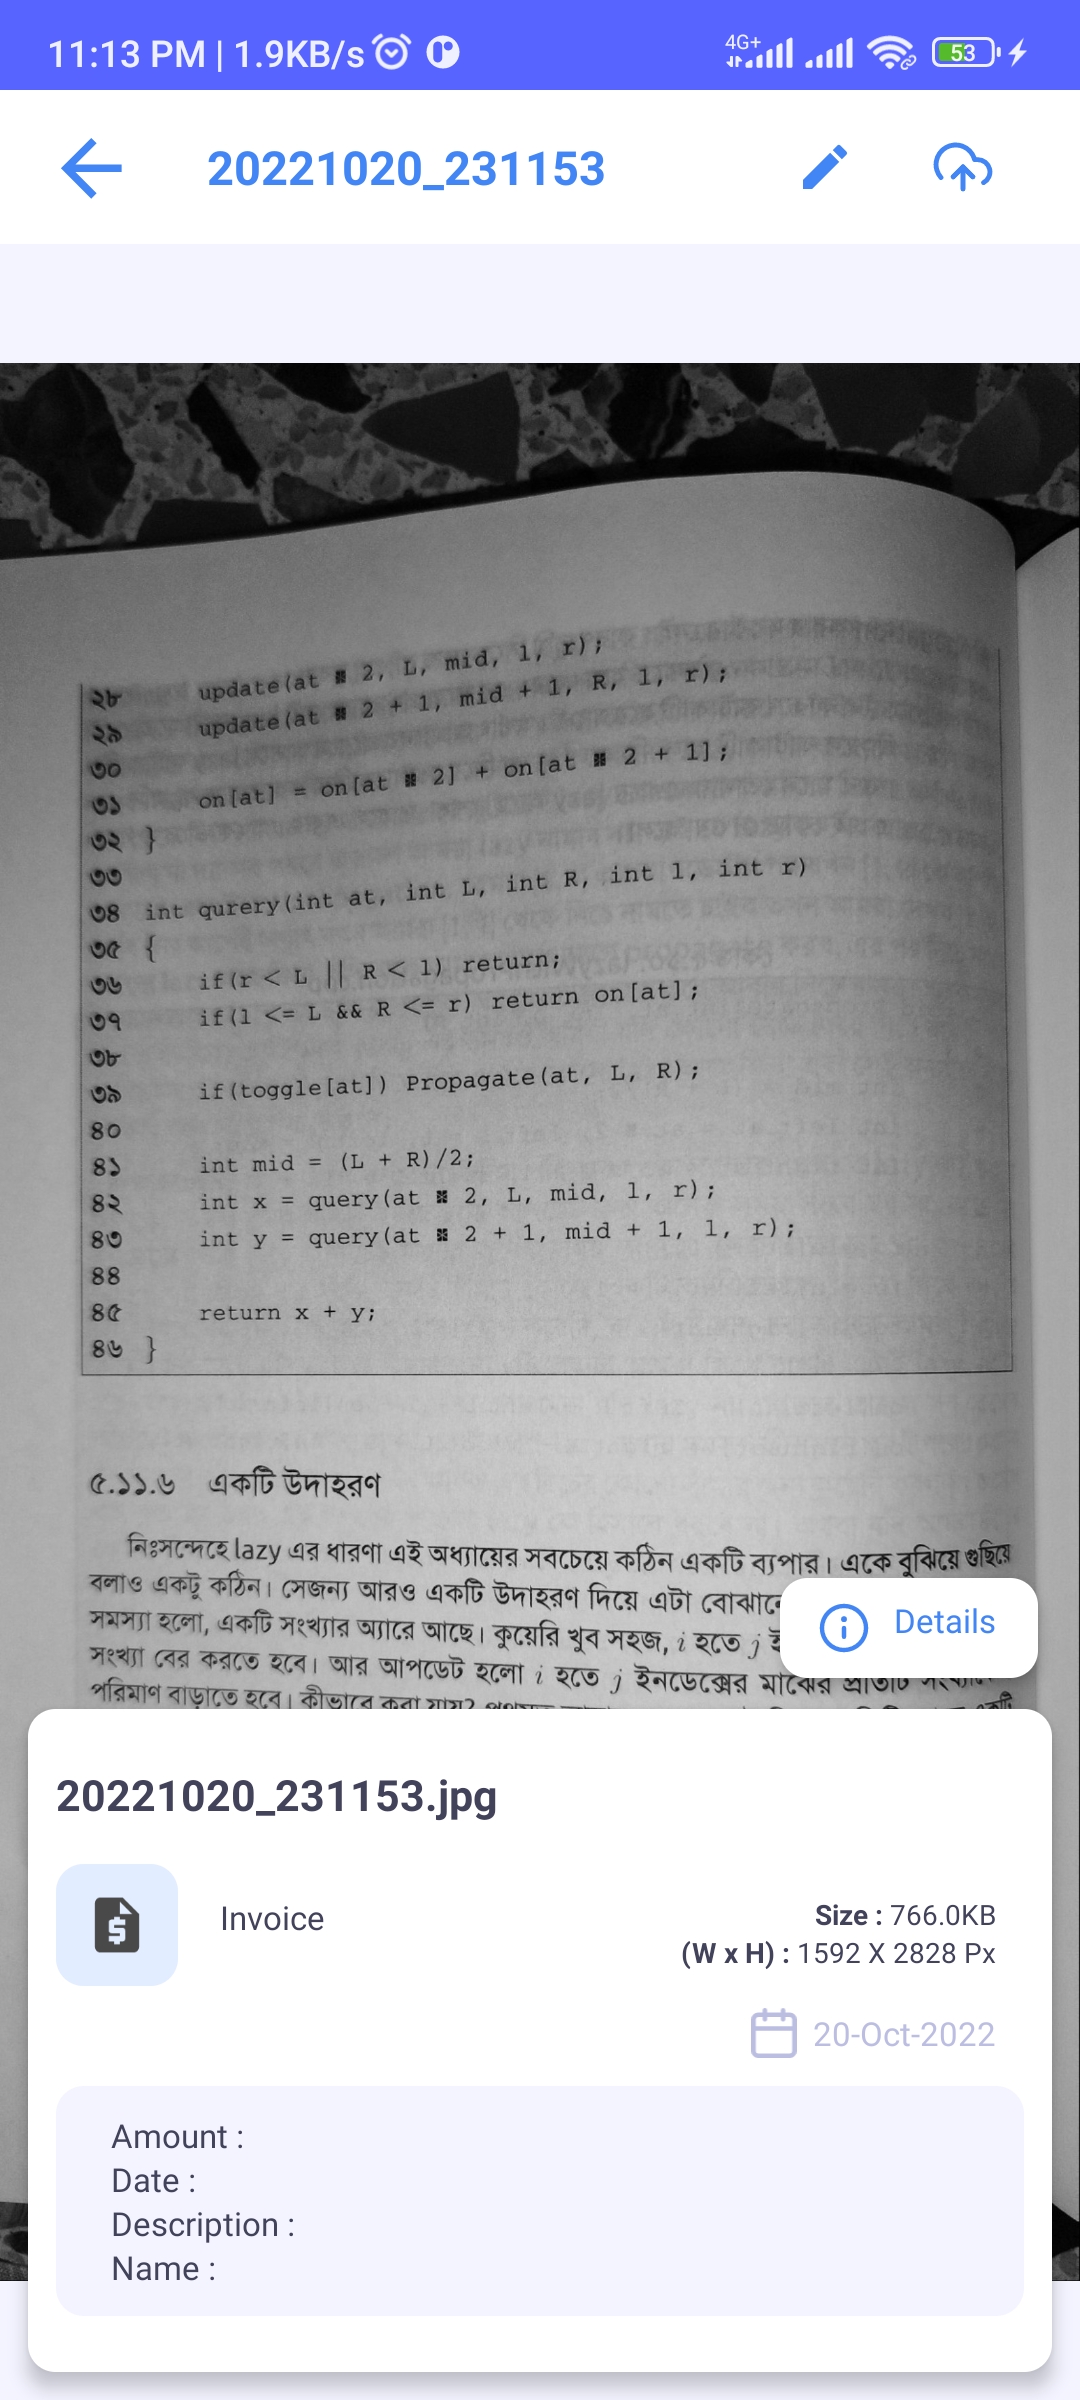 11:13 PM | 1.9KB/s
4G+
53
20221020_231153
২৮ update(at * 2, L, mid, l, r);
২৯ update(at * 2 + 1, mid + 1, R, l, r);
৩০
৩১ on[at] = on[at * 2] + on[at * 2 + 1];
৩২ }
৩৩
৩৪ int qurery(int at, int L, int R, int l, int r)
৩৫ {
৩৬ if(r < L || R < l) return;
৩৭ if(l <= L && R <= r) return on[at];
৩৮
৩৯ if(toggle[at]) Propagate(at, L, R);
৪০
৪১ int mid = (L + R)/2;
৪২ int x = query(at * 2, L, mid, l, r);
৪৩ int y = query(at * 2 + 1, mid + 1, l, r);
৪৪
৪৫ return x + y;
৪৬ }
৫.১১.৬ একটি উদাহরণ
নিঃসন্দেহে lazy এর ধারণা এই অধ্যায়ের সবচেয়ে কঠিন একটি ব্যপার। একে বুঝিয়ে গুছিয়ে
বলাও একটু কঠিন। সেজন্য আরও একটি উদাহরণ দিয়ে এটা
সমস্যা হলো, একটি সংখ্যার অ্যারে আছে। কুয়েরি খুব সহজ, i হতে j
সংখ্যা বের করতে হবে। আর আপডেট হলো i হতে j ইনডেক্সের মাঝের প্রতিটি
পরিমাণ বাড়াতে হবে। কীভাবে করা যায়?
Details
20221020_231153.jpg
Invoice
Size : 766.0KB
(W x H) : 1592 X 2828 Px
20-Oct-2022
Amount :
Date :
Description :
Name :